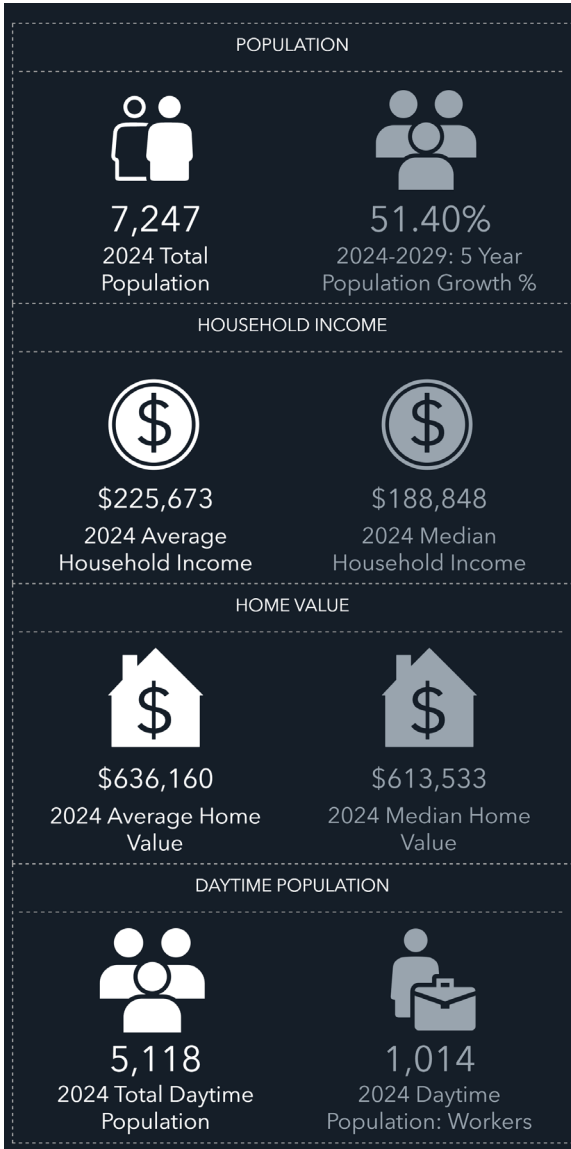 POPULATION
7,247
2024 Total
Population
51.40%
2024-2029: 5 Year
Population Growth %
HOUSEHOLD INCOME
$
$225,673
2024 Average
Household Income
$
$188,848
2024 Median
Household Income
HOME VALUE
$
$636,160
2024 Average Home
Value
$
$613,533
2024 Median Home
Value
DAYTIME POPULATION
5,118
2024 Total Daytime
Population
1,014
2024 Daytime
Population: Workers